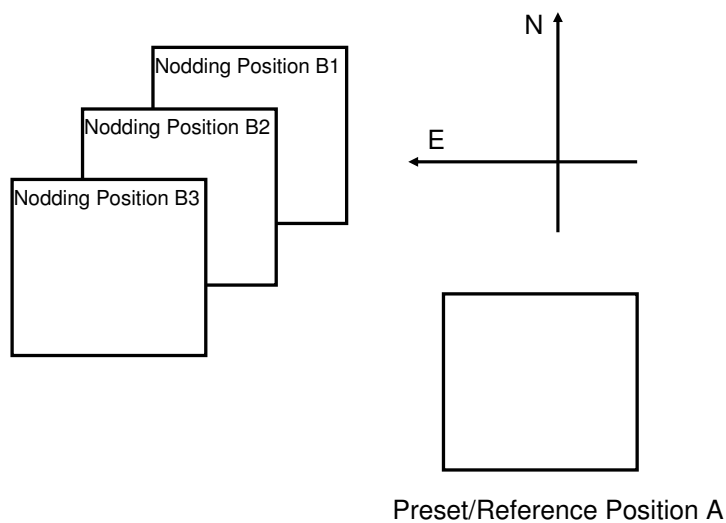 N
Nodding Position B1
Nodding Position B2
E
Nodding Position B3
Preset/Reference Position A